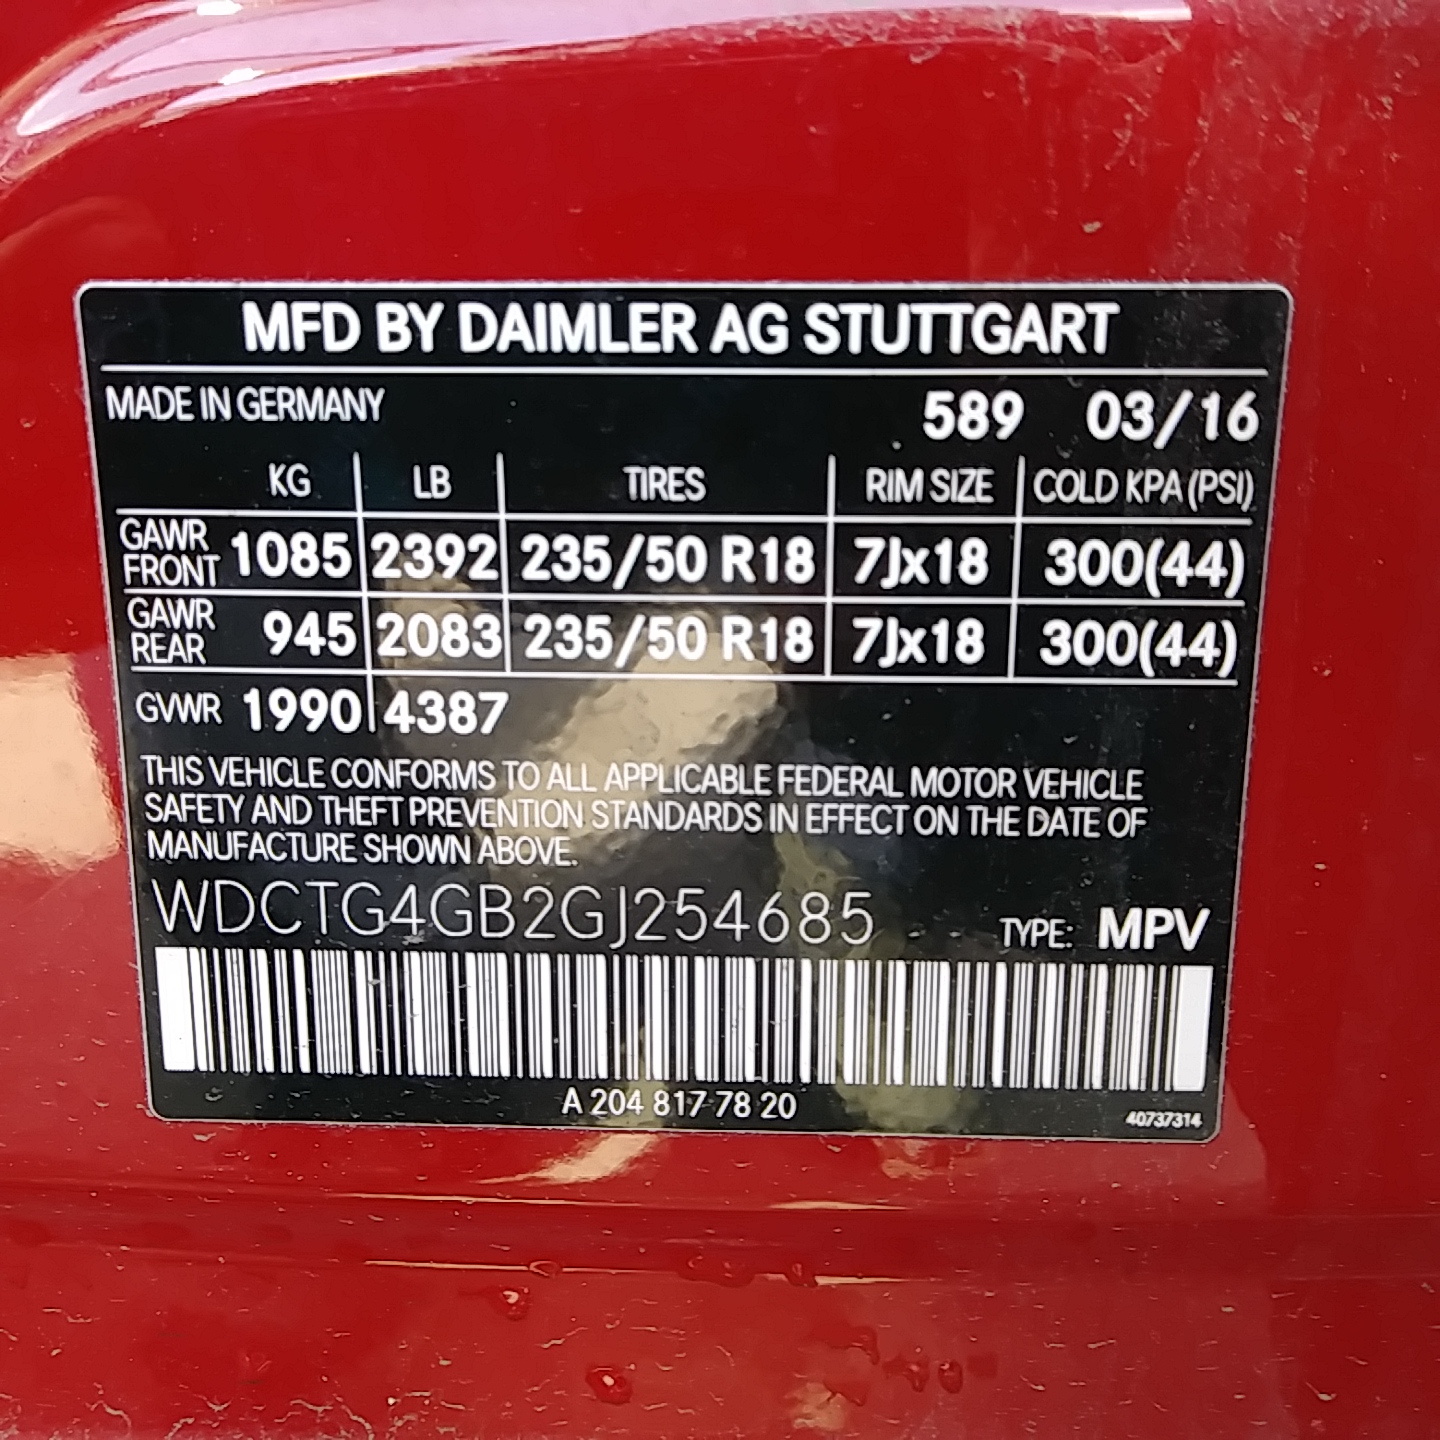 MFD BY DAIMLER AG STUTTGART
MADE IN GERMANY 589 03/16
KG LB TIRES RIM SIZE COLD KPA (PSI)
GAWR FRONT 1085 2392 235/50 R18 7Jx18 300(44)
GAWR REAR 945 2083 235/50 R18 7Jx18 300(44)
GVWR 1990 4387
THIS VEHICLE CONFORMS TO ALL APPLICABLE FEDERAL MOTOR VEHICLE
SAFETY AND THEFT PREVENTION STANDARDS IN EFFECT ON THE DATE OF
MANUFACTURE SHOWN ABOVE.
WDCTG4GB2GJ254685 TYPE: MPV
A 204 817 78 20
40737314